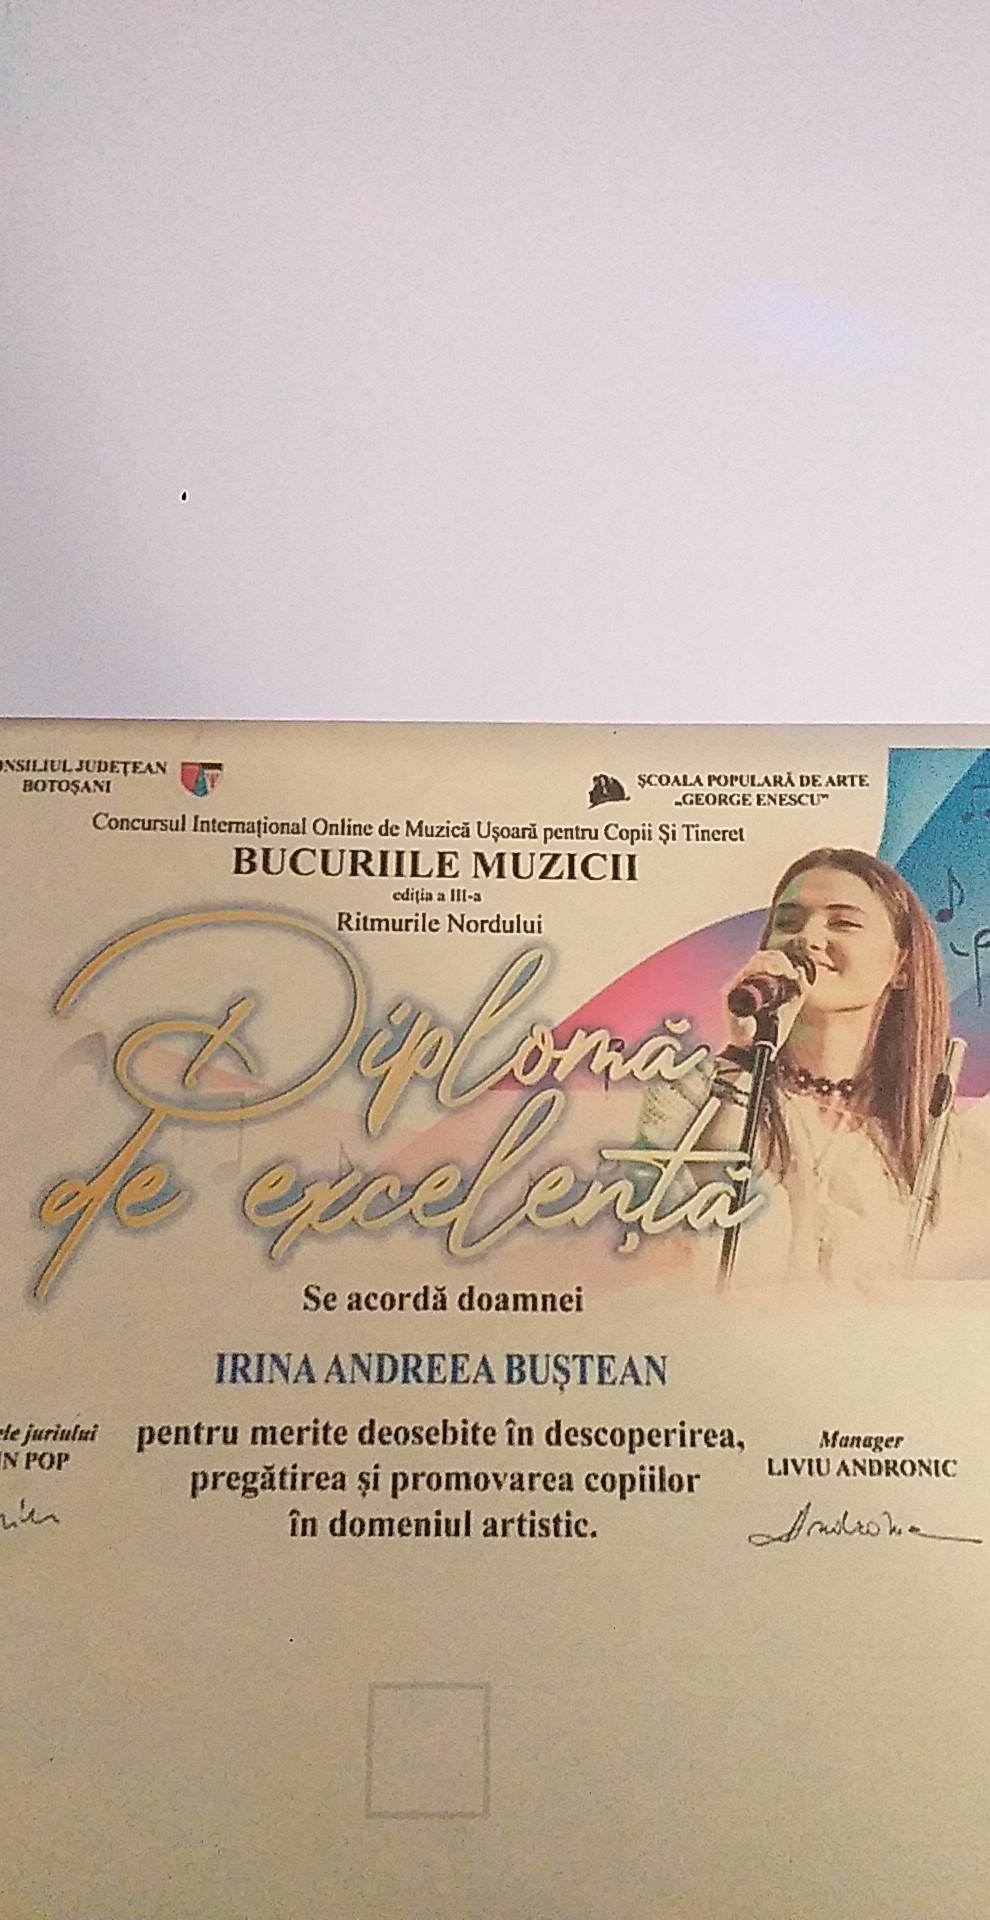 JUDEȚEAN
BOTOȘANI
ȘCOALA POPULARĂ DE ARTE
„GEORGE ENESCU”
Concursul Internațional Online de Muzică Ușoară pentru Copii Și Tineret
BUCURIILE MUZICII
ediția a III-a
Ritmurile Nordului
Diplomă
de excelență
Se acordă doamnei
IRINA ANDREEA BUȘTEAN
pentru merite deosebite în descoperirea,
pregătirea și promovarea copiilor
în domeniul artistic.
juriului
POP
Manager
LIVIU ANDRONIC